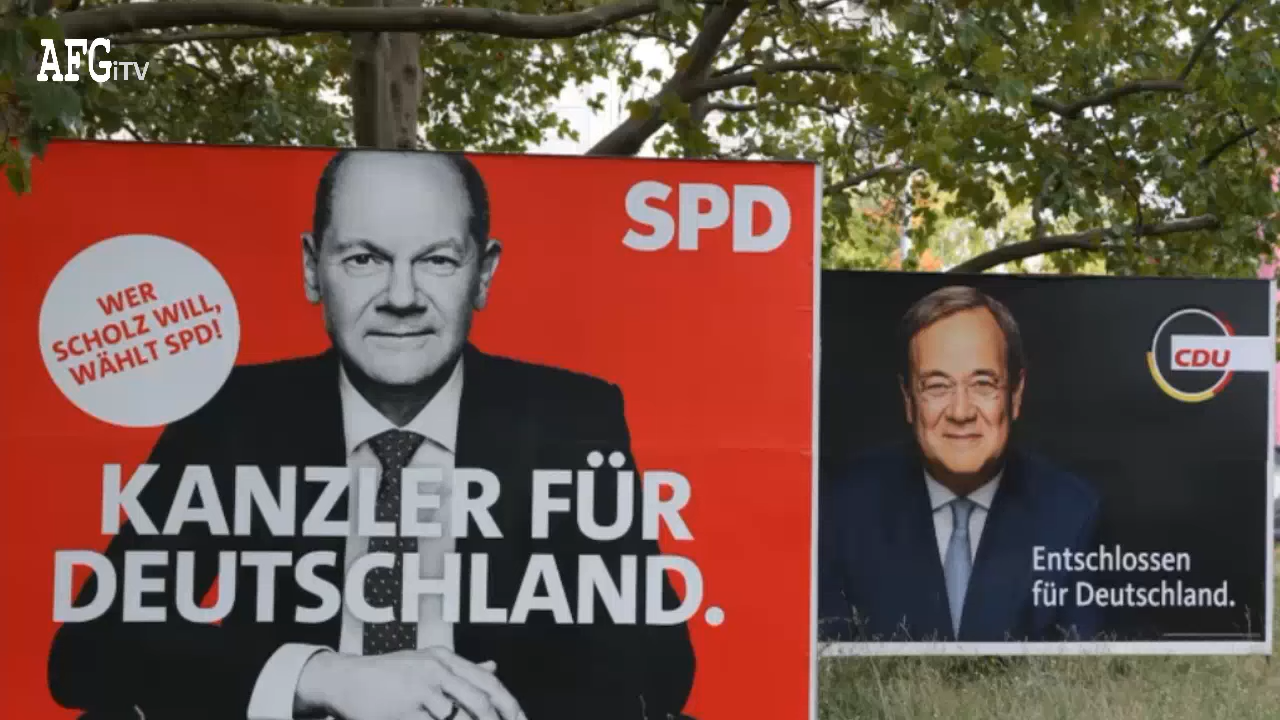 AFGiTV
SPD
WER
SCHOLZ WILL,
WÄHLT SPD!
KANZLER FÜR
DEUTSCHLAND.
CDU
Entschlossen
für Deutschland.